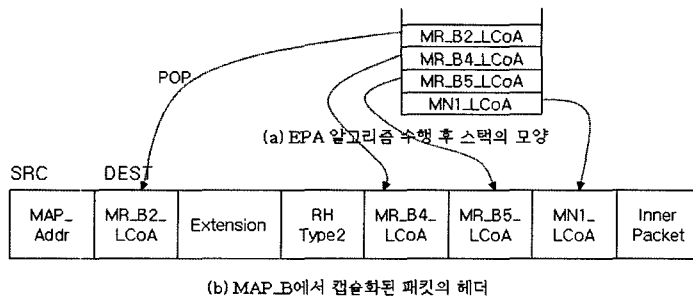 MR_B2_LCoA
MR_B4_LCoA
POP
MR_B5_LCoA
MN1_LCoA
(a) EPA 알고리즘 수행 후 스택의 모양
SRC DEST
MAP_ Addr
MR_B2_ LCoA
Extension
RH Type2
MR_B4_ LCoA
MR_B5_ LCoA
MN1_ LCoA
Inner Packet
(b) MAP_B에서 캡슐화된 패킷의 헤더